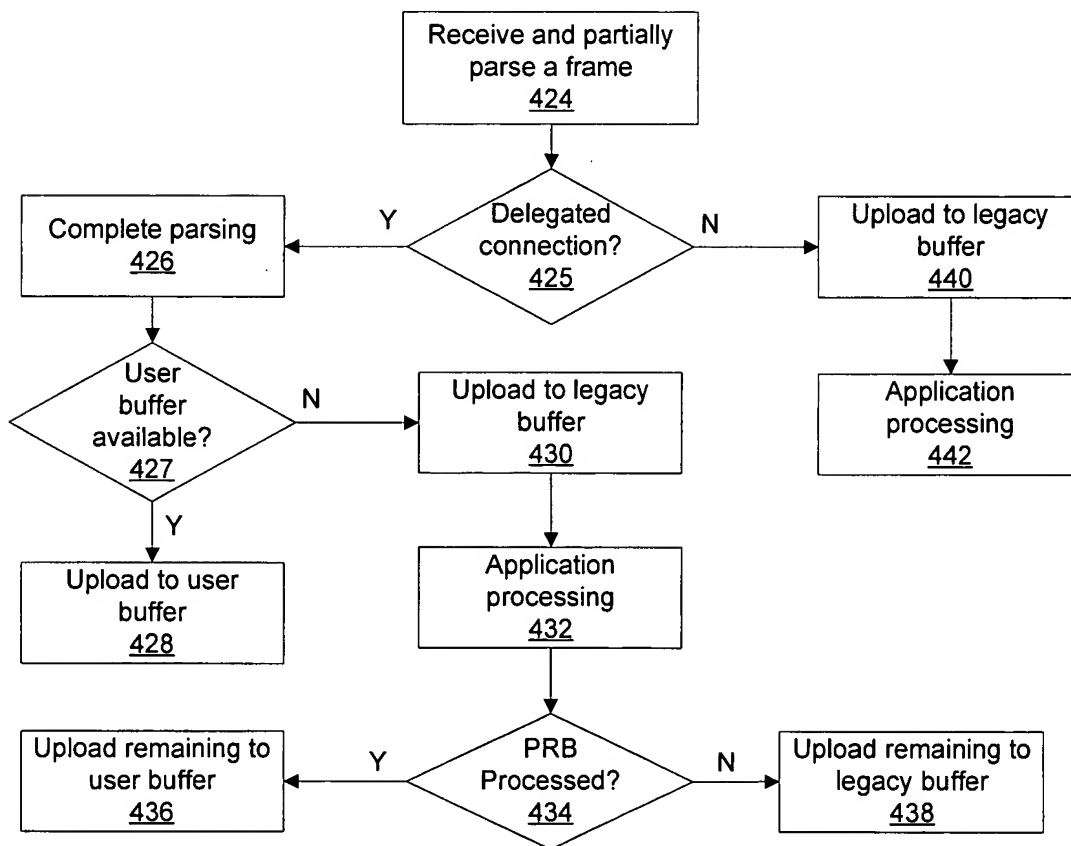 Receive and partially
parse a frame
424
Y
Delegated
connection?
425
N
Complete parsing
426
Upload to legacy
buffer
440
User
buffer
available?
427
N
Y
Upload to legacy
buffer
430
Application
processing
442
Upload to user
buffer
428
Application
processing
432
Upload remaining to
user buffer
436
Y
PRB
Processed?
434
N
Upload remaining to
legacy buffer
438